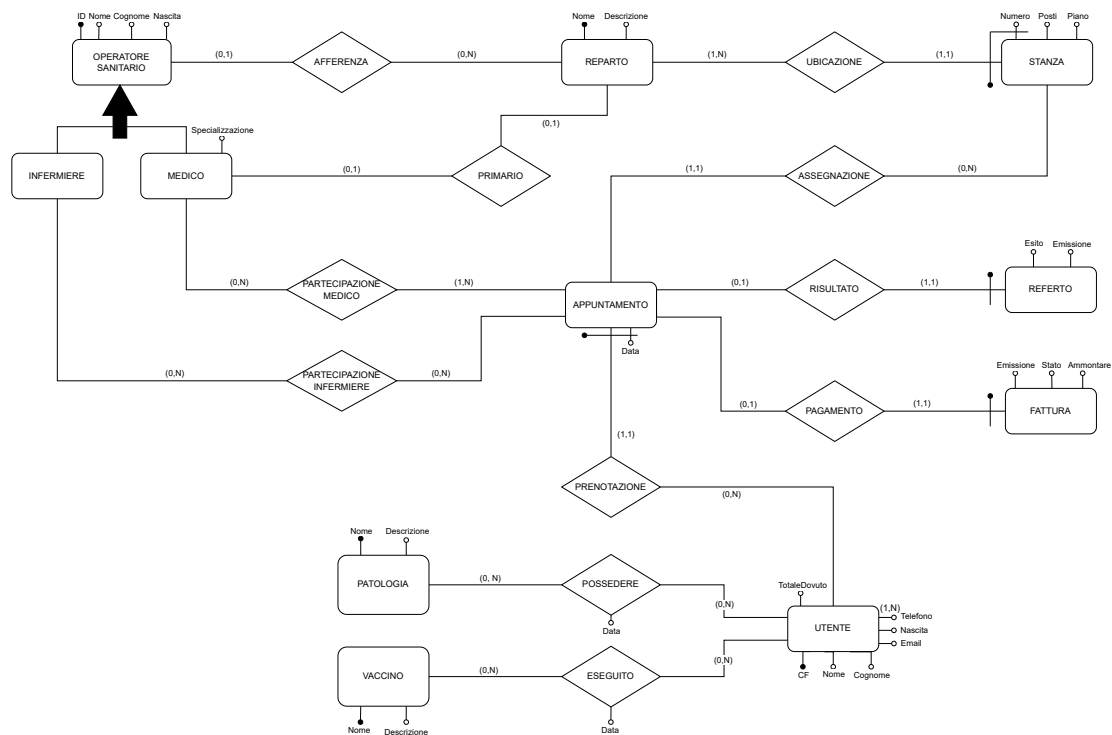 ID Nome Cognome Nascita
OPERATORE
SANITARIO
(0,1)
AFFERENZA
(0,N)
Nome Descrizione
REPARTO
(1,N)
UBICAZIONE
(1,1)
Numero Posti Piano
STANZA
(0,1)
Specializzazione
INFERMIERE
MEDICO
(0,1)
PRIMARIO
(1,1)
ASSEGNAZIONE
(0,N)
(0,N)
PARTECIPAZIONE
MEDICO
(1,N)
APPUNTAMENTO
Data
(0,1)
RISULTATO
(1,1)
Esito Emissione
REFERTO
(0,N)
PARTECIPAZIONE
INFERMIERE
(0,N)
(0,1)
PAGAMENTO
(1,1)
Emissione Stato Ammontare
FATTURA
(1,1)
PRENOTAZIONE
(0,N)
Nome Descrizione
PATOLOGIA
(0, N)
POSSEDERE
Data
(0,N)
TotaleDovuto
UTENTE
(1,N)
Telefono
Nascita
Email
CF Nome Cognome
VACCINO
Nome Descrizione
(0,N)
ESEGUITO
Data
(0,N)